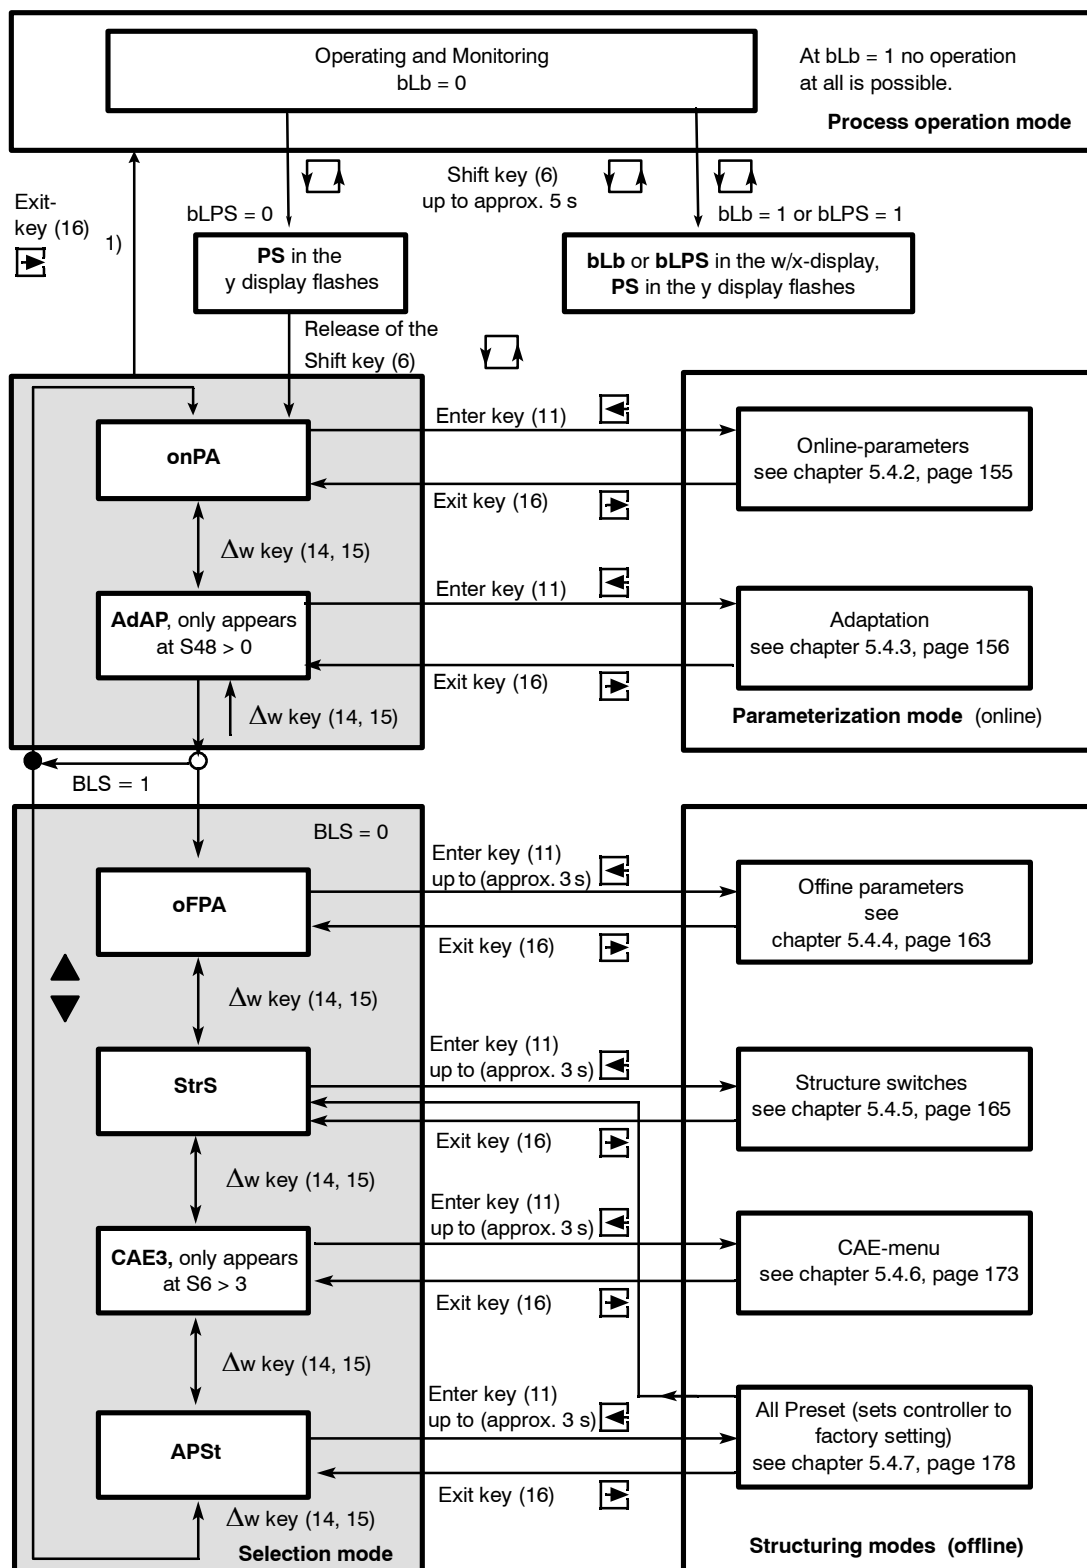 Operating and Monitoring
bLb = 0
At bLb = 1 no operation
at all is possible.
Process operation mode
Exit-
key (16)
1)
Shift key (6)
up to approx. 5 s
bLPS = 0
bLb = 1 or bLPS = 1
PS in the
y display flashes
bLb or bLPS in the w/x-display,
PS in the y display flashes
Release of the
Shift key (6)
onPA
Enter key (11)
Exit key (16)
Online-parameters
see chapter 5.4.2, page 155
Δw key (14, 15)
AdAP, only appears
at S48 > 0
Enter key (11)
Exit key (16)
Adaptation
see chapter 5.4.3, page 156
Δw key (14, 15)
Parameterization mode (online)
BLS = 1
BLS = 0
oFPA
Enter key (11)
up to (approx. 3 s)
Exit key (16)
Offine parameters
see
chapter 5.4.4, page 163
Δw key (14, 15)
StrS
Enter key (11)
up to (approx. 3 s)
Exit key (16)
Structure switches
see chapter 5.4.5, page 165
Δw key (14, 15)
CAE3, only appears
at S6 > 3
Enter key (11)
up to (approx. 3 s)
Exit key (16)
CAE-menu
see chapter 5.4.6, page 173
Δw key (14, 15)
APSt
Enter key (11)
up to (approx. 3 s)
Exit key (16)
All Preset (sets controller to
factory setting)
see chapter 5.4.7, page 178
Δw key (14, 15)
Selection mode
Structuring modes (offline)